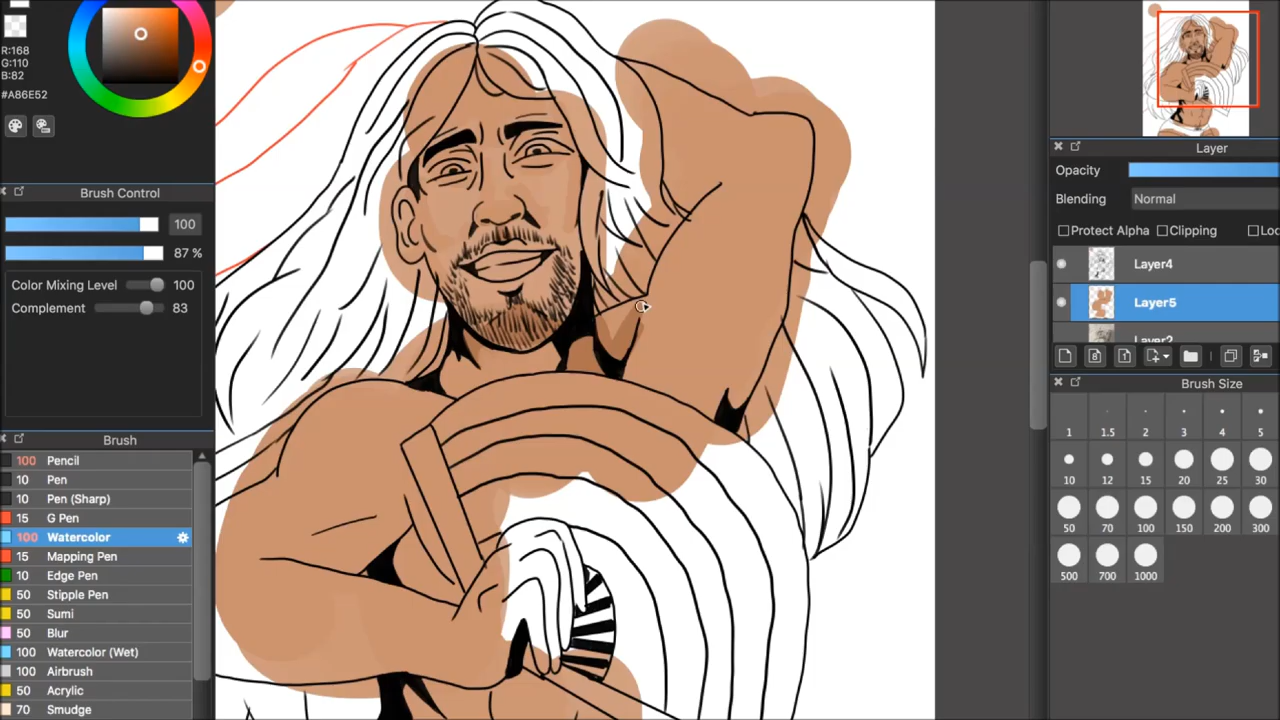 R:168
G:110
B:82
#A86E52
Brush Control
100
87 %
Color Mixing Level 100
Complement 83
Brush
100 Pencil
10 Pen
10 Pen (Sharp)
15 G Pen
100 Watercolor
15 Mapping Pen
10 Edge Pen
50 Stipple Pen
50 Sumi
50 Blur
100 Watercolor (Wet)
100 Airbrush
50 Acrylic
70 Smudge
Layer
Opacity
Blending Normal
Protect Alpha Clipping Loc
Layer4
Layer5
Layer2
Brush Size
1 1.5 2 3 4 5
10 12 15 20 25 30
50 70 100 150 200 300
500 700 1000